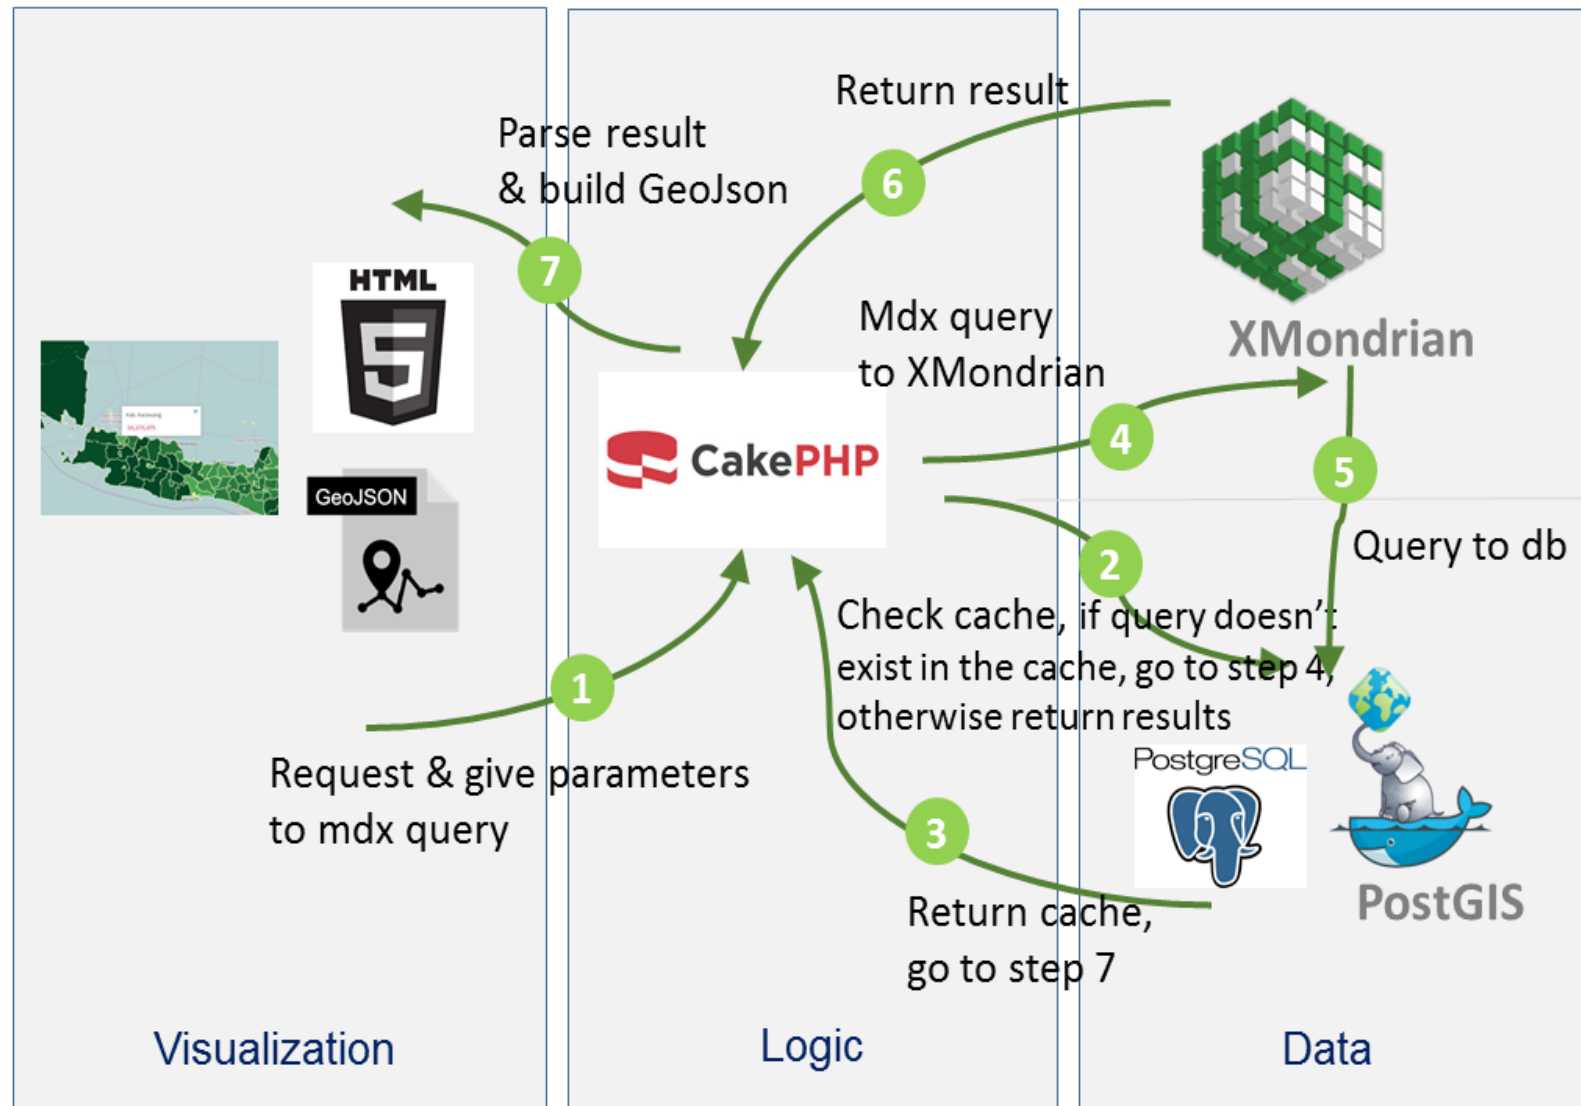 Return result
6
Parse result
& build GeoJson
7
HTML
5
Mdx query
to XMondrian
XMondrian
4
CakePHP
5
GeoJSON
2
Query to db
Check cache, if query doesn't
exist in the cache, go to step 4,
otherwise return results
1
Request & give parameters
to mdx query
PostgreSQL
3
PostGIS
Return cache,
go to step 7
Visualization
Logic
Data